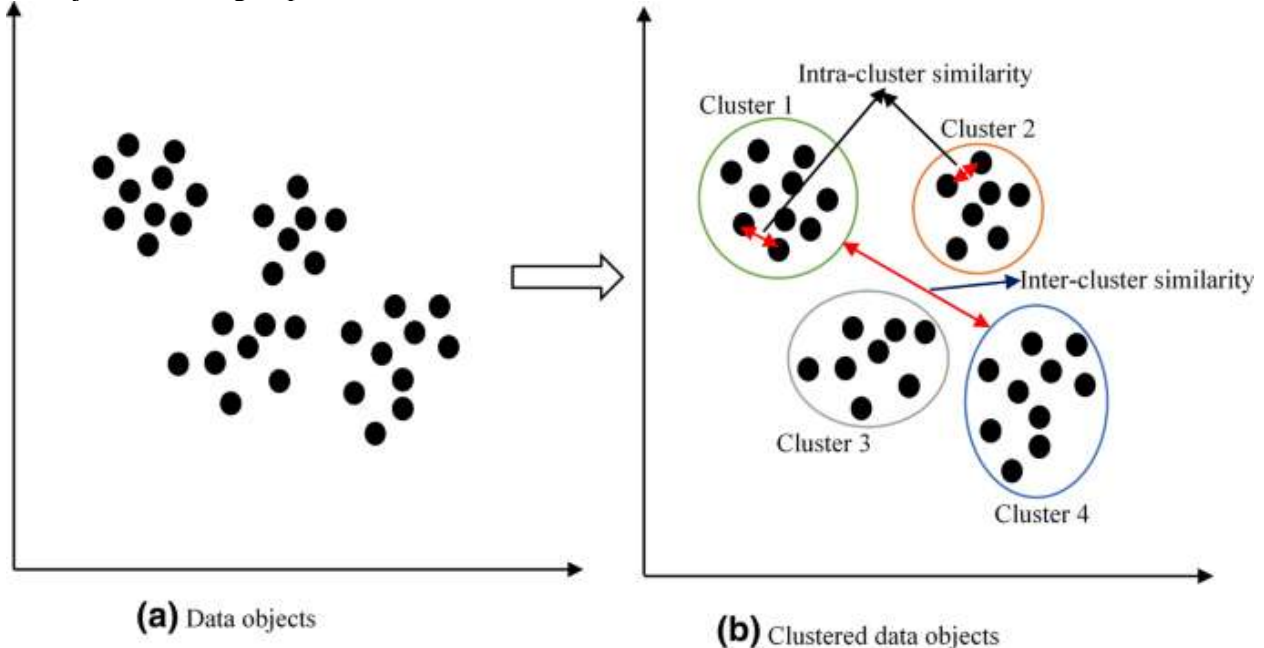 Intra-cluster similarity
Cluster 1
Cluster 2
Inter-cluster similarity
Cluster 3
Cluster 4
(a) Data objects
(b) Clustered data objects